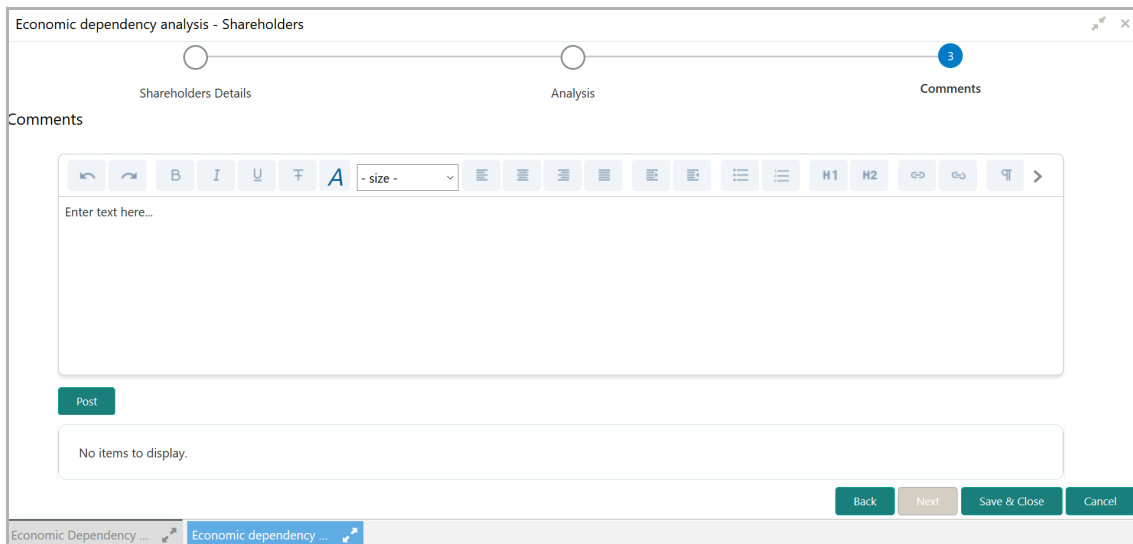 Economic dependency analysis - Shareholders
3
Shareholders Details
Analysis
Comments
Comments
B I U T A - size - H1 H2 ¶
Enter text here...
Post
No items to display.
Back Next Save & Close Cancel
Economic Dependency ... Economic dependency ...